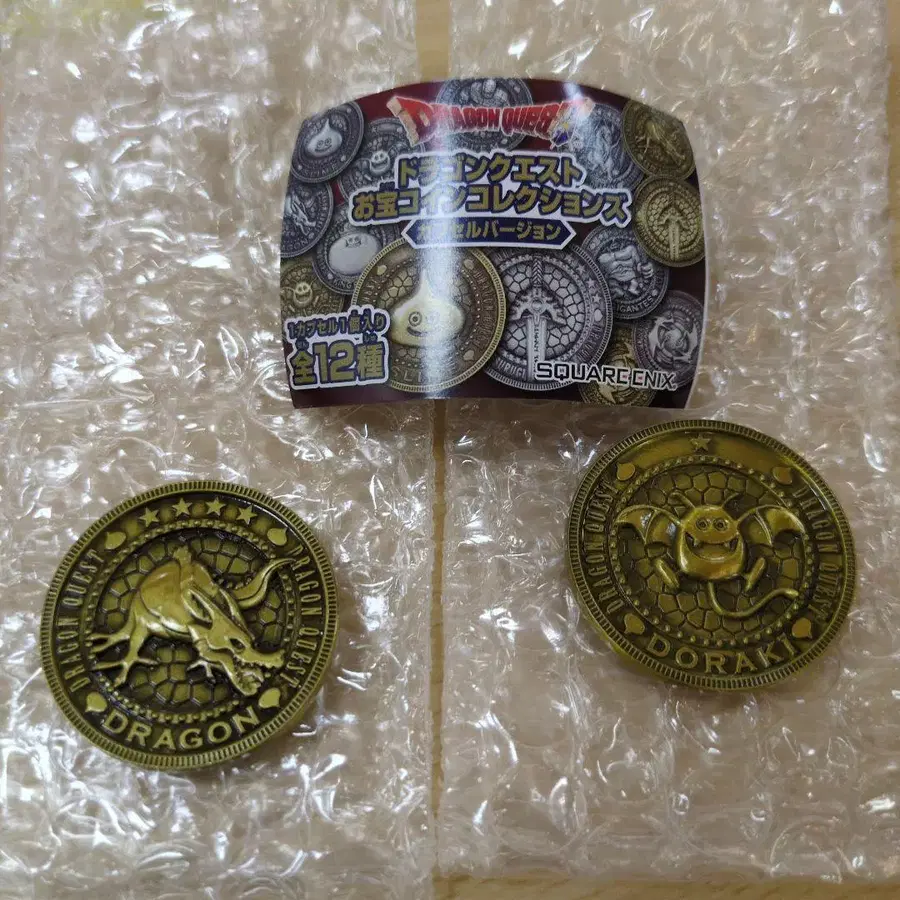 DRAGON QUEST
ドラゴンクエスト
お宝コインコレクションズ
カプセルバージョン
1カプセル1個入り
全12種
SQUARE ENIX
DRAGON QUEST
DRAGON QUEST
DRAGON
DRAGON QUEST
DRAGON QUEST
DORAKI